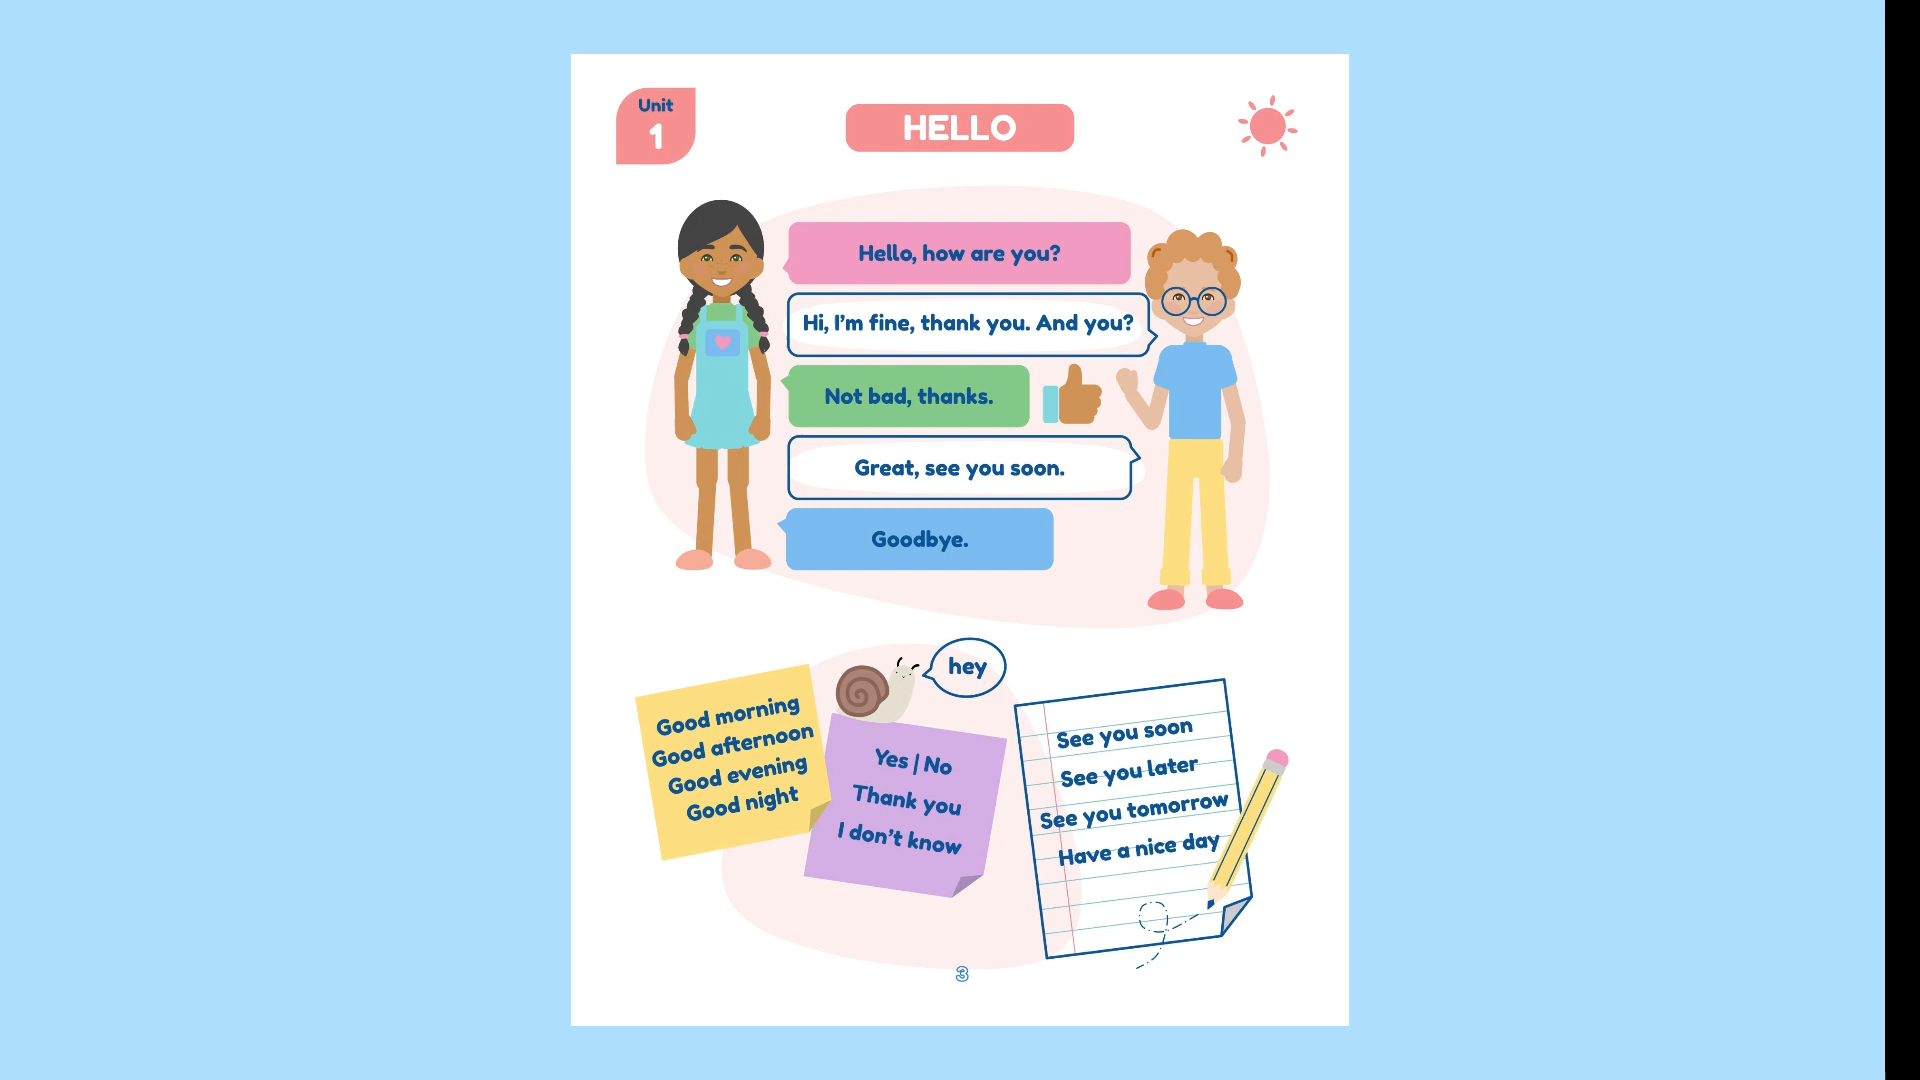 Unit
1
HELLO
Hello, how are you?
Hi, I'm fine, thank you. And you?
Not bad, thanks.
Great, see you soon.
Goodbye.
hey
Good morning
Good afternoon
Good evening
Good night
Yes | No
Thank you
I don't know
See you soon
See you later
See you tomorrow
Have a nice day
3